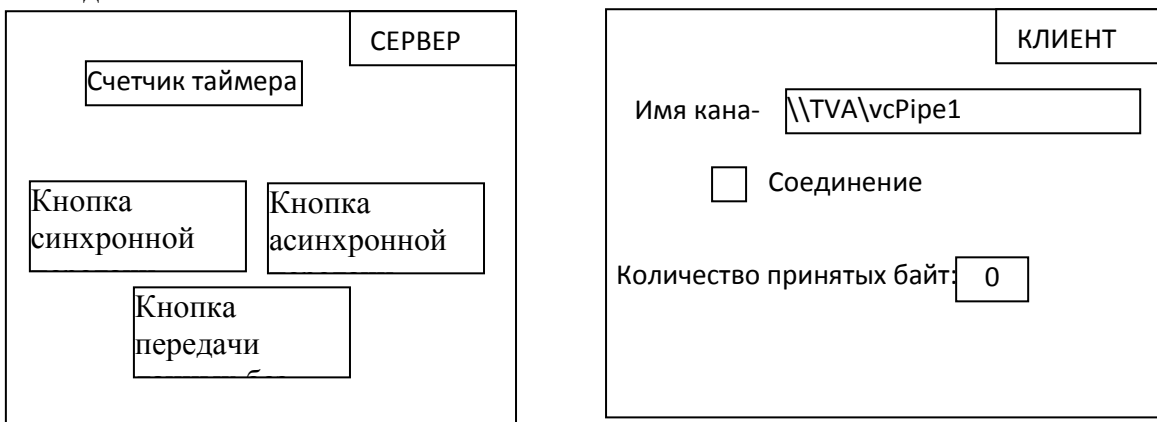 СЕРВЕР
Счетчик таймера
Кнопка
синхронной
Кнопка
асинхронной
Кнопка
передачи
КЛИЕНТ
Имя кана-
\\TVA\vcPipe1
Соединение
Количество принятых байт:
0